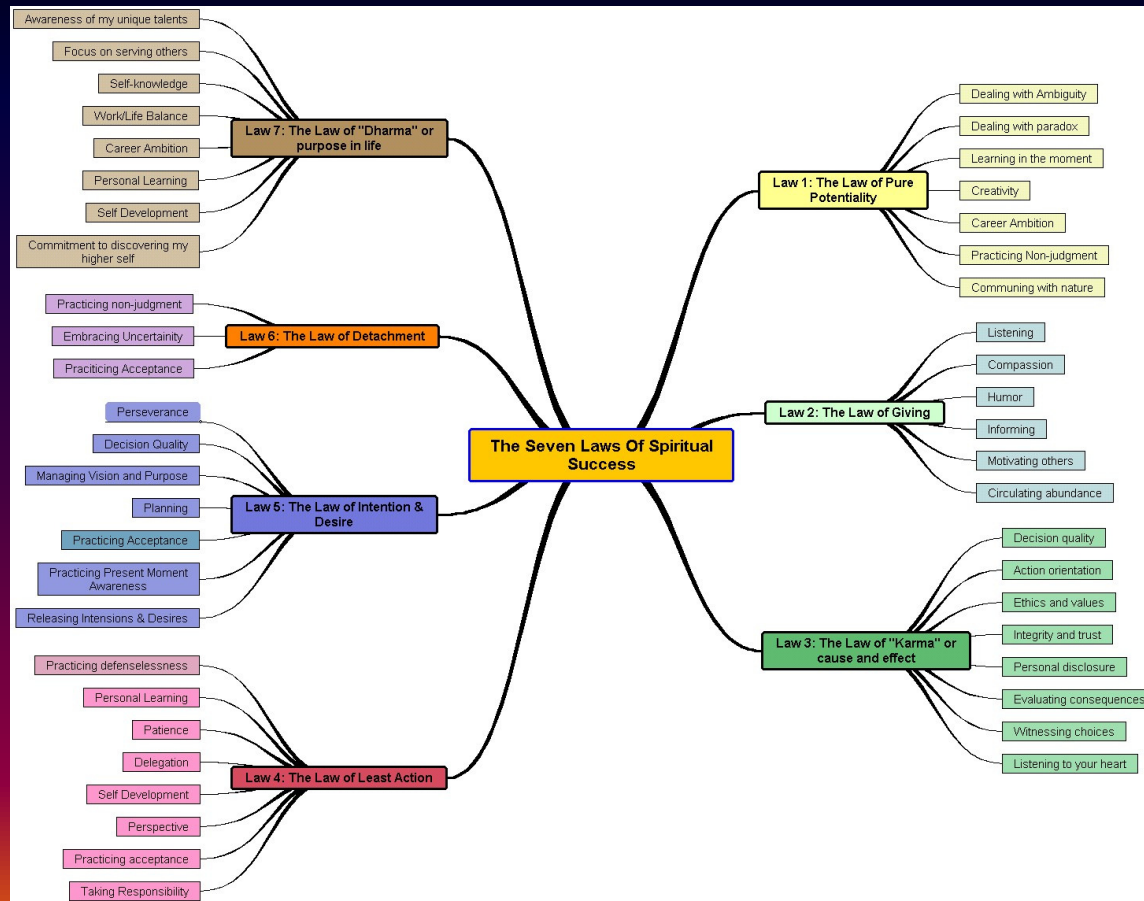 The Seven Laws Of Spiritual
Success
Law 1: The Law of Pure
Potentiality
Dealing with Ambiguity
Dealing with paradox
Learning in the moment
Creativity
Career Ambition
Practicing Non-judgment
Communing with nature
Law 2: The Law of Giving
Listening
Compassion
Humor
Informing
Motivating others
Circulating abundance
Law 3: The Law of "Karma" or
cause and effect
Decision quality
Action orientation
Ethics and values
Integrity and trust
Personal disclosure
Evaluating consequences
Witnessing choices
Listening to your heart
Law 4: The Law of Least Action
Practicing defenselessness
Personal Learning
Patience
Delegation
Self Development
Perspective
Practicing acceptance
Taking Responsibility
Law 5: The Law of Intention &
Desire
Perseverance
Decision Quality
Managing Vision and Purpose
Planning
Practicing Acceptance
Practicing Present Moment
Awareness
Releasing Intensions & Desires
Law 6: The Law of Detachment
Practicing non-judgment
Embracing Uncertainity
Praciticing Acceptance
Law 7: The Law of "Dharma" or
purpose in life
Awareness of my unique talents
Focus on serving others
Self-knowledge
Work/Life Balance
Career Ambition
Personal Learning
Self Development
Commitment to discovering my
higher self